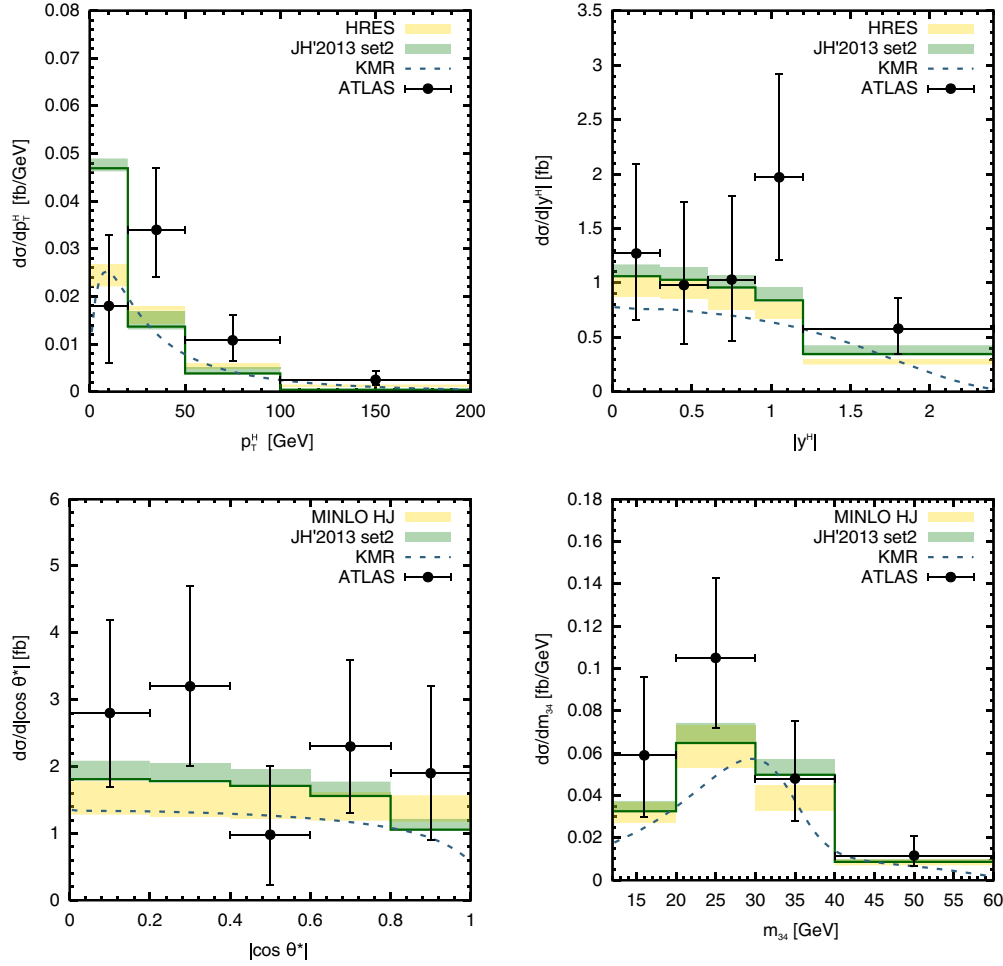 HRES
JH'2013 set2
KMR
ATLAS
dσ/dp_T^H [fb/GeV]
0.08
0.07
0.06
0.05
0.04
0.03
0.02
0.01
0
0 50 100 150 200
p_T^H [GeV]
HRES
JH'2013 set2
KMR
ATLAS
dσ/d|y^H| [fb]
3.5
3
2.5
2
1.5
1
0.5
0
0 0.5 1 1.5 2
|y^H|
MINLO HJ
JH'2013 set2
KMR
ATLAS
dσ/d|cos θ*| [fb]
6
5
4
3
2
1
0
0 0.2 0.4 0.6 0.8 1
|cos θ*|
MINLO HJ
JH'2013 set2
KMR
ATLAS
dσ/dm_34 [fb/GeV]
0.18
0.16
0.14
0.12
0.1
0.08
0.06
0.04
0.02
0
15 20 25 30 35 40 45 50 55 60
m_34 [GeV]